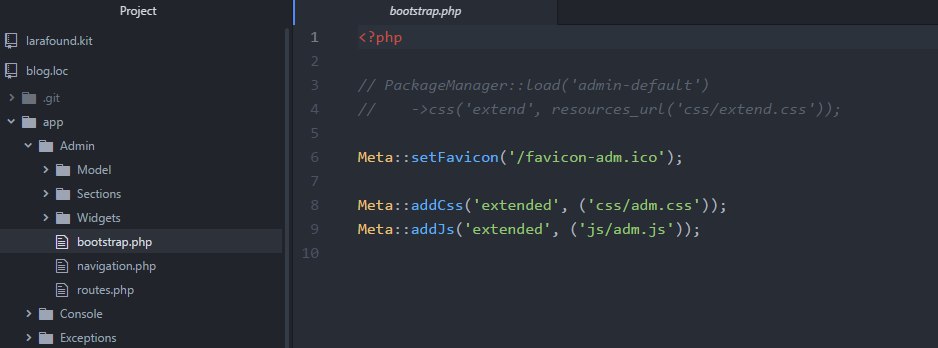 Project
larafound.kit
blog.loc
.git
app
Admin
Model
Sections
Widgets
bootstrap.php
navigation.php
routes.php
Console
Exceptions
bootstrap.php
1 <?php
2
3 // PackageManager::load('admin-default')
4 //    ->css('extend', resources_url('css/extend.css'));
5
6 Meta::setFavicon('/favicon-adm.ico');
7
8 Meta::addCss('extended', ('css/adm.css'));
9 Meta::addJs('extended', ('js/adm.js'));
10